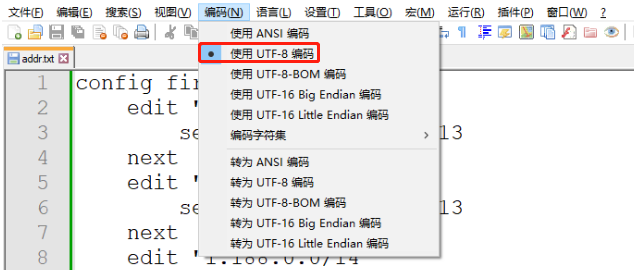 文件(F) 编辑(E) 搜索(S) 视图(V) 编码(N) 语言(L) 设置(T) 工具(O) 宏(M) 运行(R) 插件(P) 窗口(W) ?
使用 ANSI 编码
使用 UTF-8 编码
使用 UTF-8-BOM 编码
使用 UTF-16 Big Endian 编码
使用 UTF-16 Little Endian 编码
编码字符集
转为 ANSI 编码
转为 UTF-8 编码
转为 UTF-8-BOM 编码
转为 UTF-16 Big Endian 编码
转为 UTF-16 Little Endian 编码
addr.txt
1 config fir
2 edit "
3 se 13
4 next
5 edit "
6 se 13
7 next
8 edit "1.188.0.0/14"